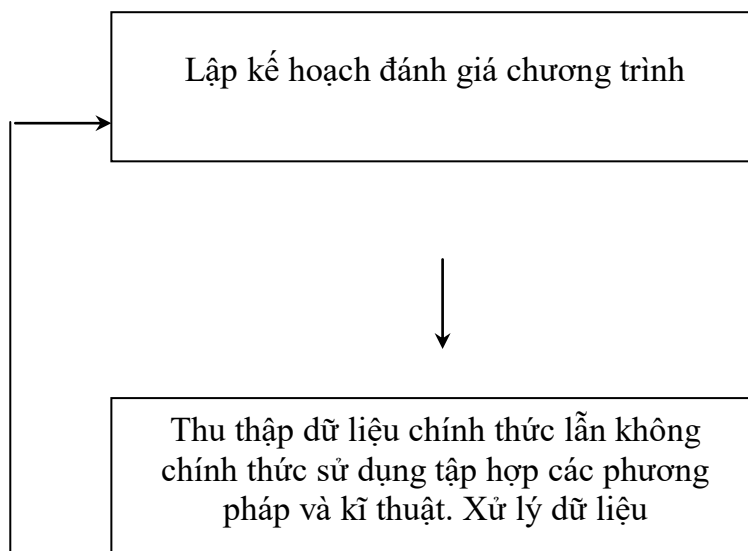 Lập kế hoạch đánh giá chương trình
Thu thập dữ liệu chính thức lẫn không
chính thức sử dụng tập hợp các phương
pháp và kĩ thuật. Xử lý dữ liệu